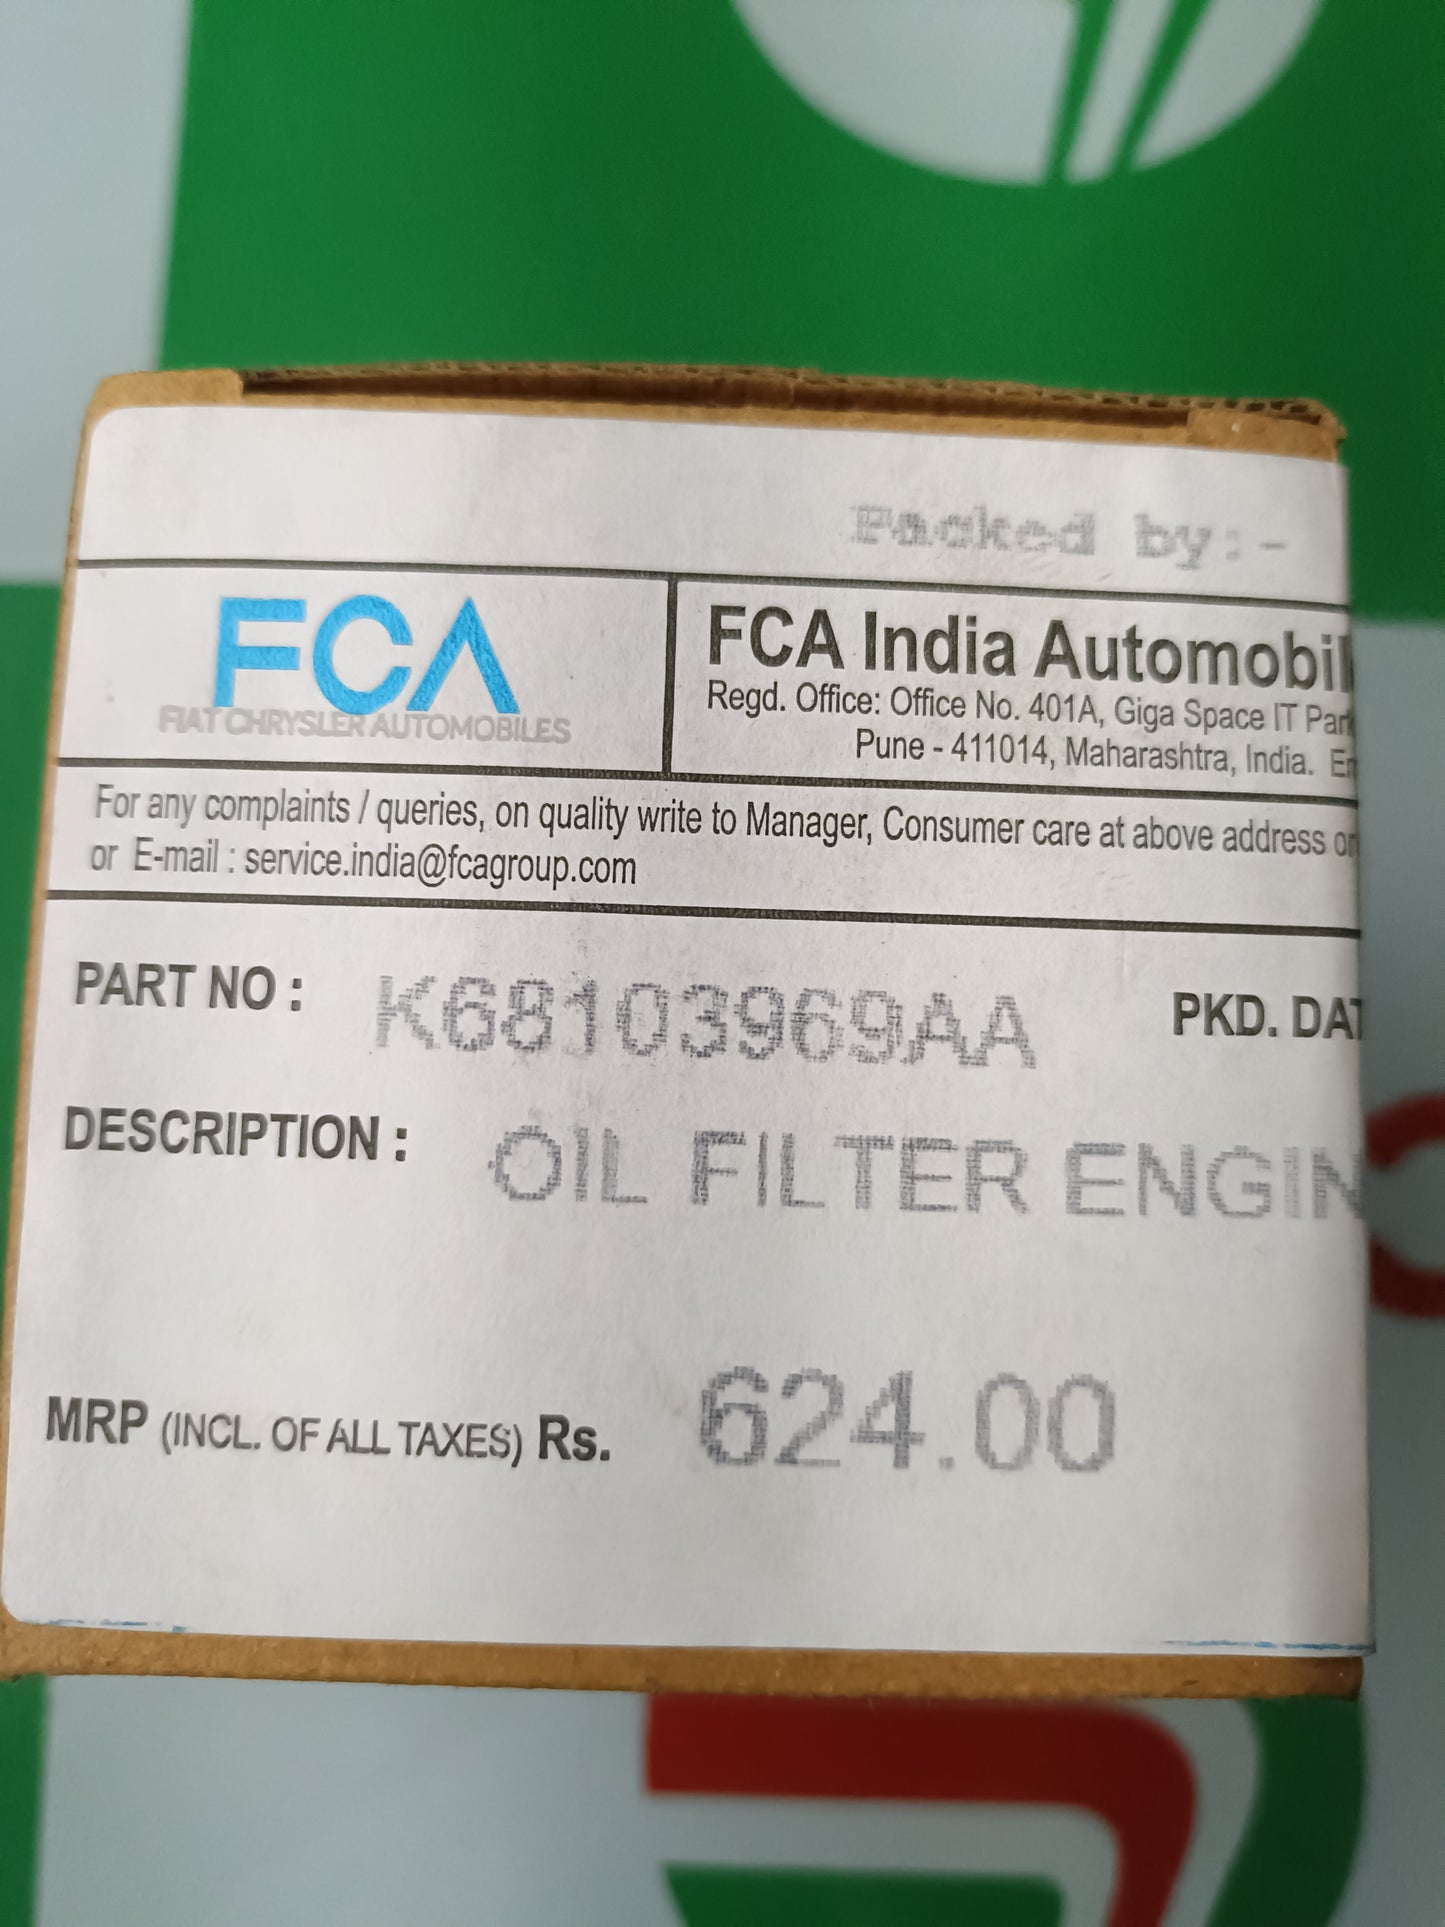 Packed by:-
FCA
FIAT CHRYSLER AUTOMOBILES
FCA India Automobil
Regd. Office: Office No. 401A, Giga Space IT Park
Pune - 411014, Maharashtra, India. Em
For any complaints / queries, on quality write to Manager, Consumer care at above address or
or E-mail : service.india@fcagroup.com
PART NO : K68103969AA PKD. DAT
DESCRIPTION : OIL FILTER ENGIN
MRP (INCL. OF ALL TAXES) Rs. 624.00